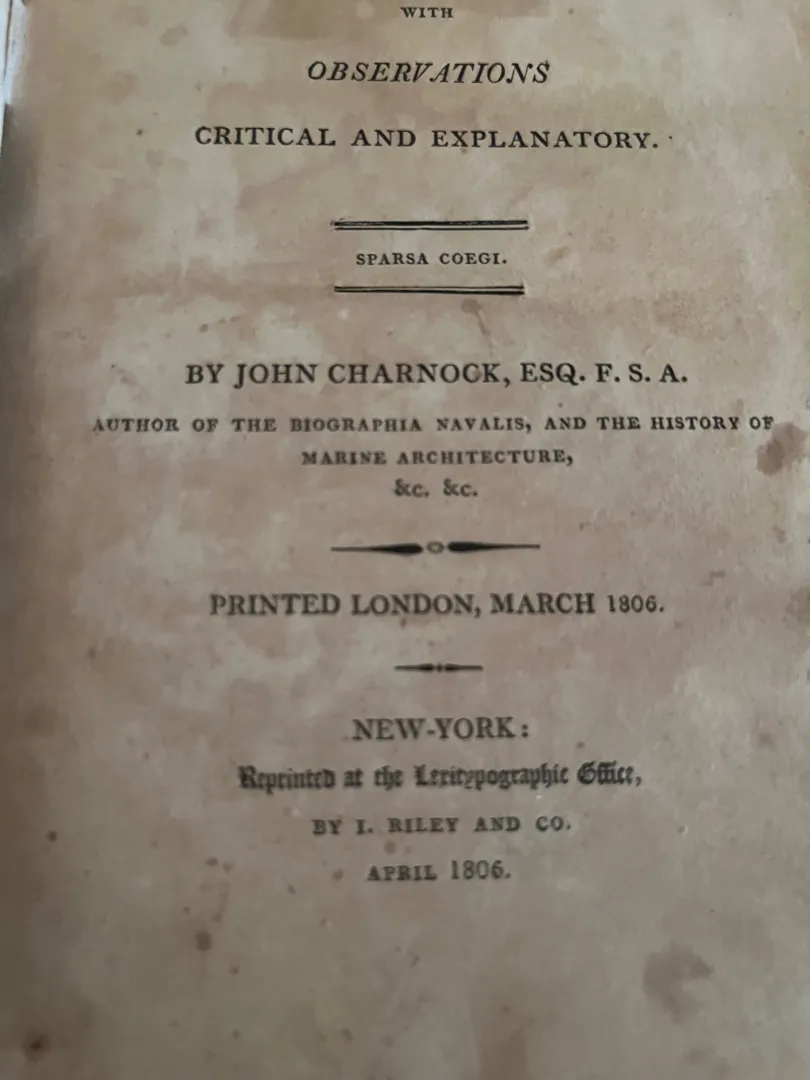 WITH
OBSERVATIONS
CRITICAL AND EXPLANATORY.
SPARSA COEGI.
BY JOHN CHARNOCK, ESQ. F. S. A.
AUTHOR OF THE BIOGRAPHIA NAVALIS, AND THE HISTORY OF
MARINE ARCHITECTURE,
&c. &c.
PRINTED LONDON, MARCH 1806.
NEW-YORK:
Reprinted at the Lexitypographic Office,
BY I. RILEY AND CO.
APRIL 1806.